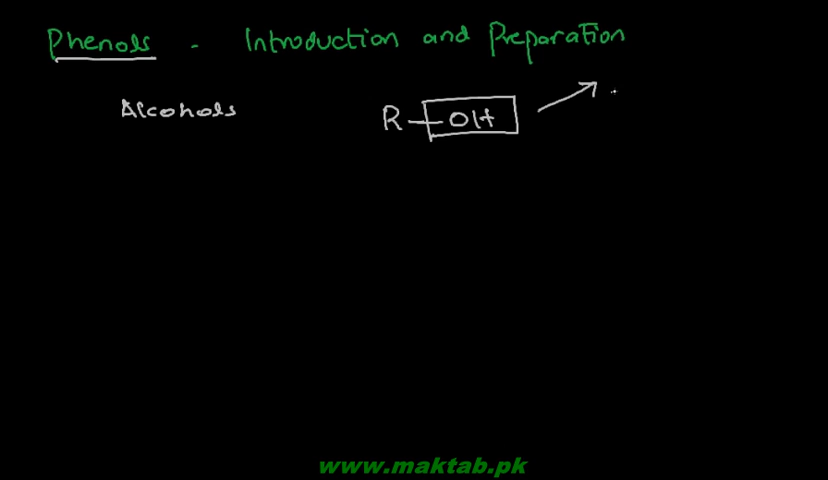 Phenols - Introduction and Preparation
Alcohols R-OH
www.maktab.pk